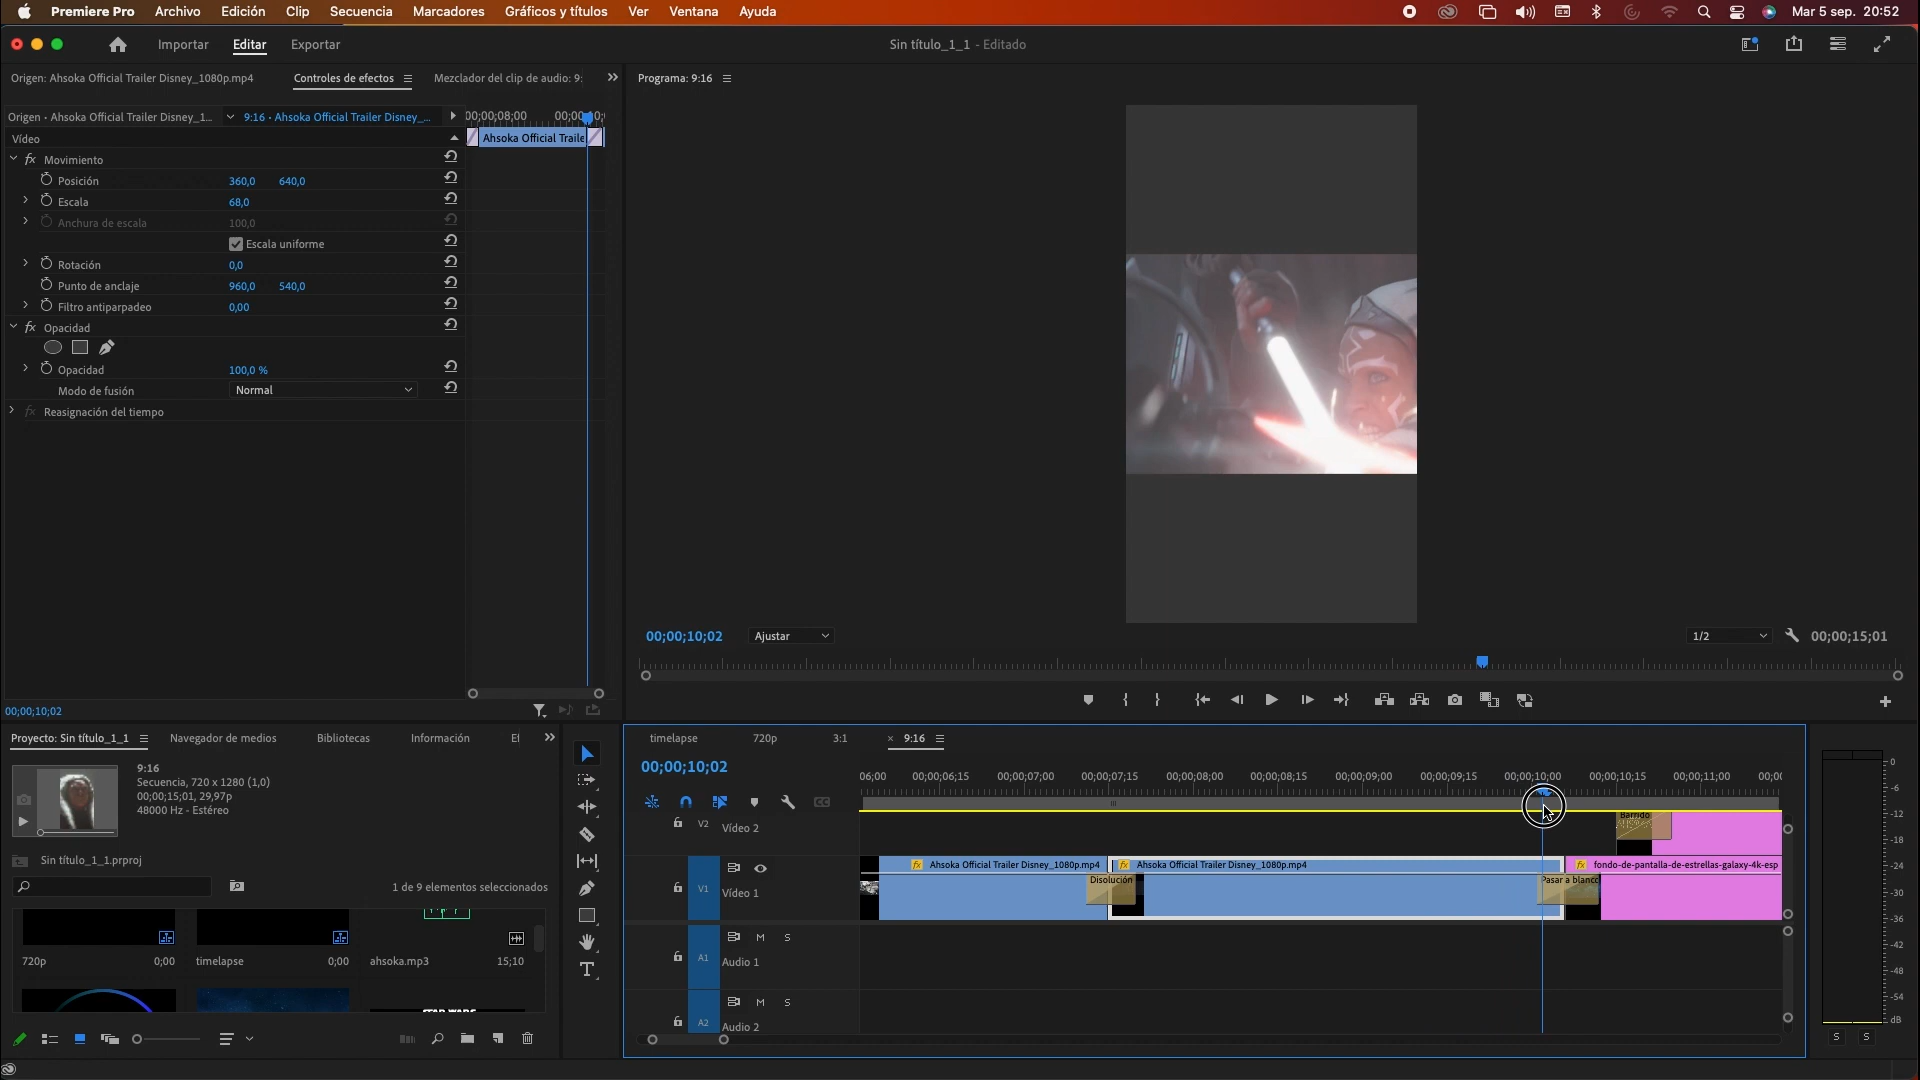 Premiere Pro Archivo Edición Clip Secuencia Marcadores Gráficos y títulos Ver Ventana Ayuda Mar 5 sep. 20:52
Importar Editar Exportar Sin título_1_1 - Editado
Origen: Ahsoka Official Trailer Disney_1080p.mp4 Controles de efectos Mezclador del clip de audio: 9: Programa: 9:16
Origen • Ahsoka Official Trailer Disney_1... 9:16 • Ahsoka Official Trailer Disney_...
Vídeo
Ahsoka Official Traile
fx Movimiento
Posición 360,0 640,0
Escala 68,0
Anchura de escala 100,0
Escala uniforme
Rotación 0,0
Punto de anclaje 960,0 540,0
Filtro antiparpadeo 0,00
fx Opacidad
Opacidad 100,0 %
Modo de fusión Normal
fx Reasignación del tiempo
00;00;10;02 Ajustar 1/2 00;00;15;01
00;00;10;02
Proyecto: Sin título_1_1 Navegador de medios Bibliotecas Información
9:16
Secuencia, 720 x 1280 (1,0)
00;00;15;01, 29,97p
48000 Hz - Estéreo
Sin título_1_1.prproj
1 de 9 elementos seleccionados
720p 0;00 timelapse 0;00 ahsoka.mp3 15;10
STAR WARS
timelapse 720p 3:1 × 9:16
00;00;10;02
06;00 00;00;06;15 00;00;07;00 00;00;07;15 00;00;08;00 00;00;08;15 00;00;09;00 00;00;09;15 00;00;10;00 00;00;10;15 00;00;11;00
V2 Vídeo 2 Barrido
fx Ahsoka Official Trailer Disney_1080p.mp4 fx Ahsoka Official Trailer Disney_1080p.mp4 fx fondo-de-pantalla-de-estrellas-galaxy-4k-esp
V1 Vídeo 1 Disolución Pasar a blanco
M S
A1 Audio 1
M S
A2 Audio 2
0
-6
-12
-18
-24
-30
-36
-42
-48
-54
dB
S S